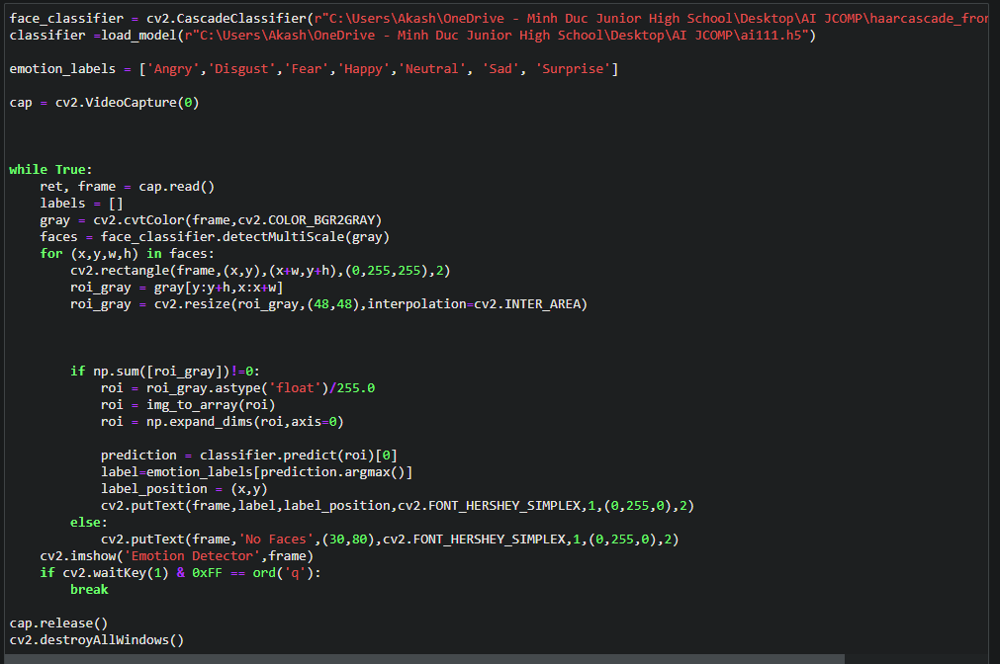 face_classifier = cv2.CascadeClassifier(r"C:\Users\Akash\OneDrive - Minh Duc Junior High School\Desktop\AI JCOMP\haarcascade_fron
classifier =load_model(r"C:\Users\Akash\OneDrive - Minh Duc Junior High School\Desktop\AI JCOMP\ai111.h5")
emotion_labels = ['Angry','Disgust','Fear','Happy','Neutral', 'Sad', 'Surprise']
cap = cv2.VideoCapture(0)
while True:
    ret, frame = cap.read()
    labels = []
    gray = cv2.cvtColor(frame,cv2.COLOR_BGR2GRAY)
    faces = face_classifier.detectMultiScale(gray)
    for (x,y,w,h) in faces:
        cv2.rectangle(frame,(x,y),(x+w,y+h),(0,255,255),2)
        roi_gray = gray[y:y+h,x:x+w]
        roi_gray = cv2.resize(roi_gray,(48,48),interpolation=cv2.INTER_AREA)
        if np.sum([roi_gray])!=0:
            roi = roi_gray.astype('float')/255.0
            roi = img_to_array(roi)
            roi = np.expand_dims(roi,axis=0)
            prediction = classifier.predict(roi)[0]
            label=emotion_labels[prediction.argmax()]
            label_position = (x,y)
            cv2.putText(frame,label,label_position,cv2.FONT_HERSHEY_SIMPLEX,1,(0,255,0),2)
        else:
            cv2.putText(frame,'No Faces',(30,80),cv2.FONT_HERSHEY_SIMPLEX,1,(0,255,0),2)
    cv2.imshow('Emotion Detector',frame)
    if cv2.waitKey(1) & 0xFF == ord('q'):
        break
cap.release()
cv2.destroyAllWindows()